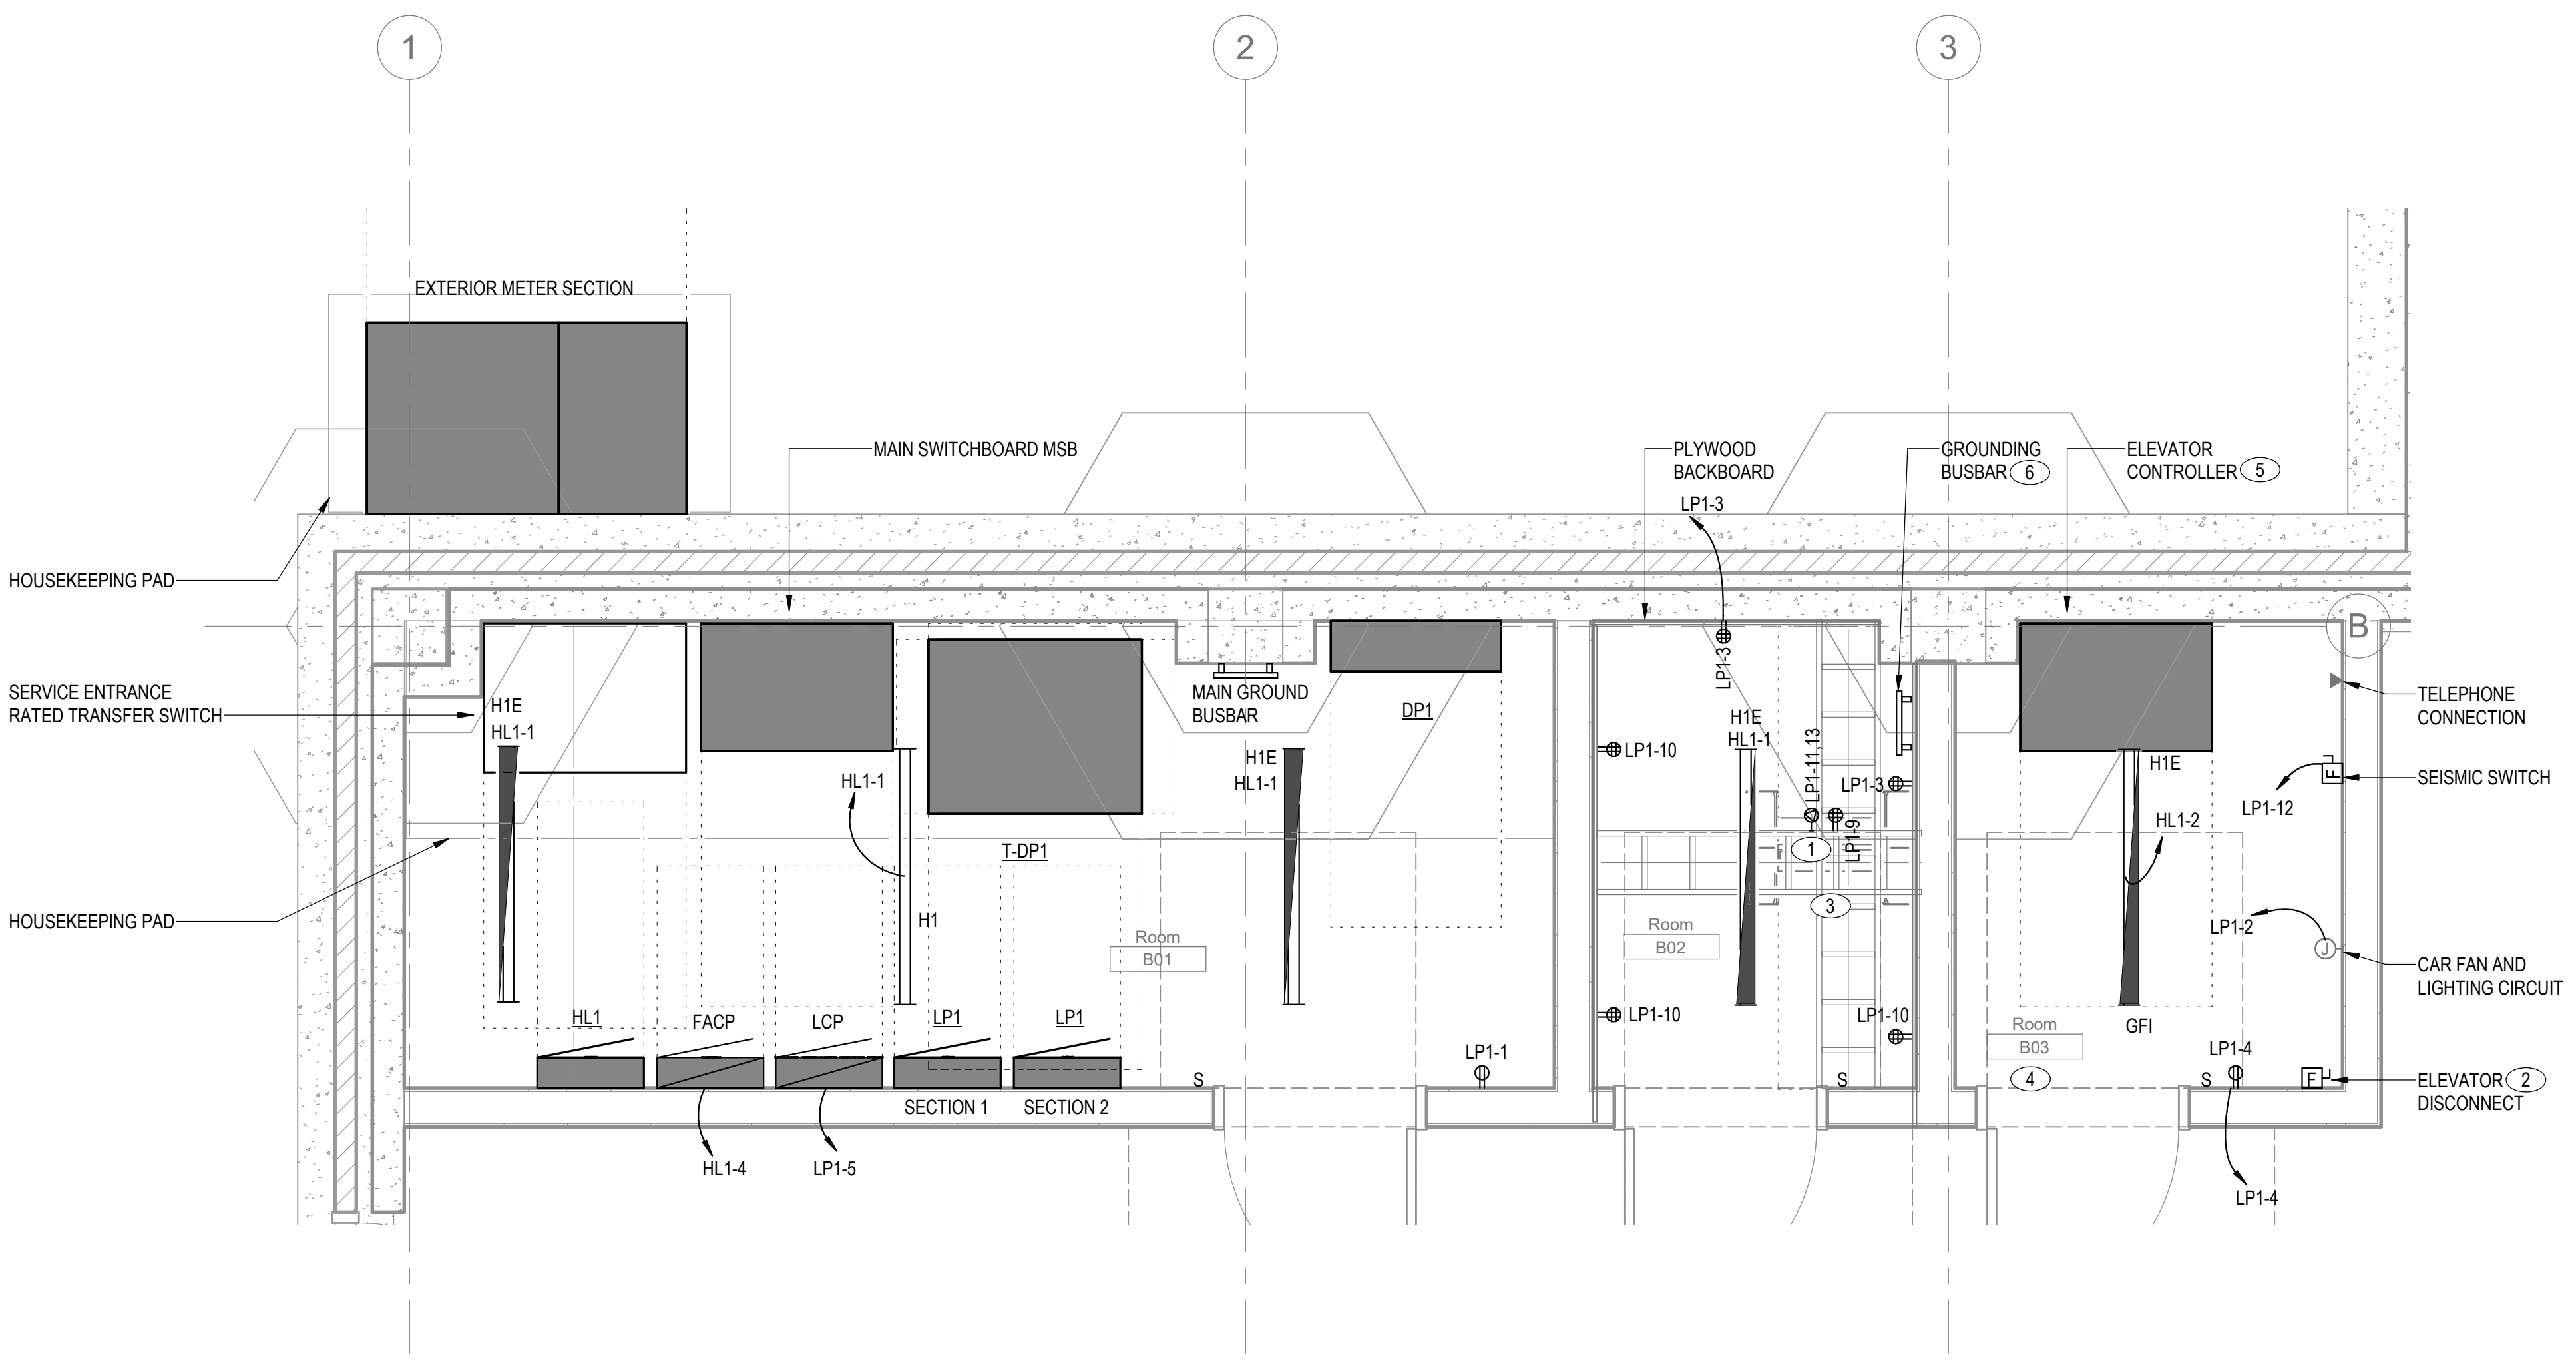 1
2
3
EXTERIOR METER SECTION
MAIN SWITCHBOARD MSB
PLYWOOD
BACKBOARD
GROUNDING
BUSBAR 6
ELEVATOR
CONTROLLER 5
LP1-3
HOUSEKEEPING PAD
B
SERVICE ENTRANCE
RATED TRANSFER SWITCH
H1E
HL1-1
MAIN GROUND
BUSBAR
DP1
LP1-3
H1E
HL1-1
LP1-10
LP1-11,13
LP1-3
LP1-9
TELEPHONE
CONNECTION
H1E
F
SEISMIC SWITCH
LP1-12
HL1-1
H1E
HL1-1
HL1-2
T-DP1
1
3
HOUSEKEEPING PAD
H1
Room
B01
Room
B02
LP1-2
J
CAR FAN AND
LIGHTING CIRCUIT
HL1
FACP
LCP
LP1
LP1
LP1-10
LP1-10
Room
B03
GFI
LP1-1
LP1-4
S
S
4
S
F
ELEVATOR 2
DISCONNECT
SECTION 1
SECTION 2
HL1-4
LP1-5
LP1-4